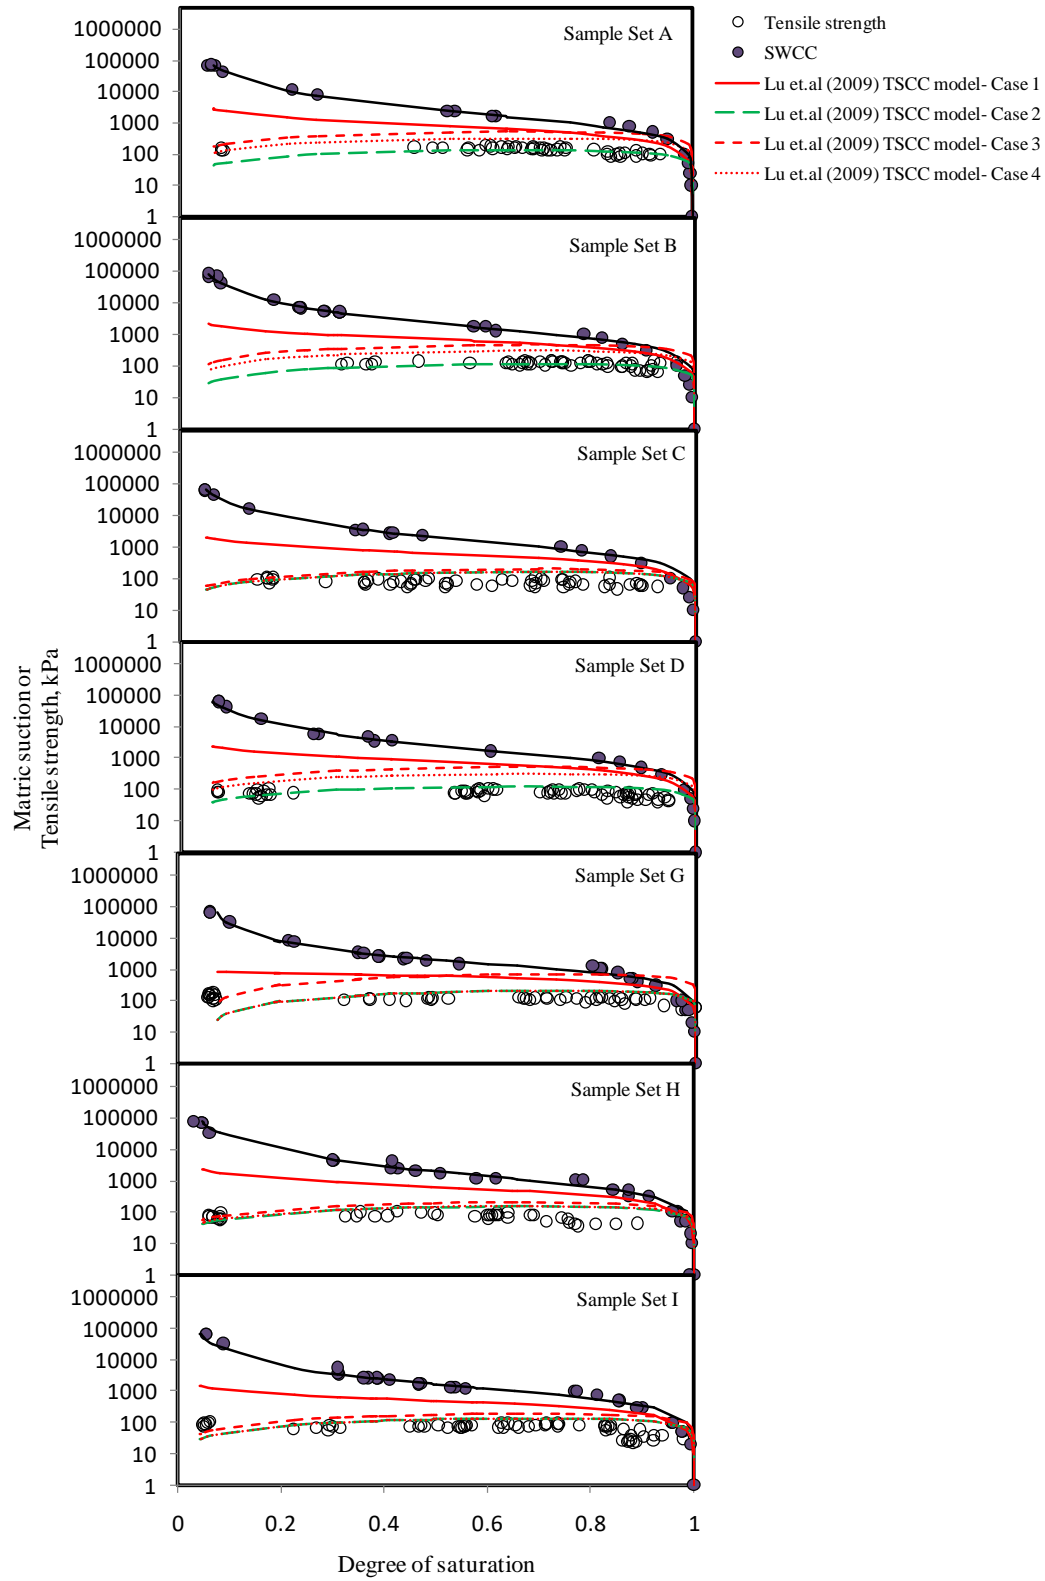 Sample Set A
1000000
100000
10000
1000
100
10
1
Tensile strength
SWCC
Lu et.al (2009) TSCC model- Case 1
Lu et.al (2009) TSCC model- Case 2
Lu et.al (2009) TSCC model- Case 3
Lu et.al (2009) TSCC model- Case 4
Sample Set B
1000000
100000
10000
1000
100
10
1
Sample Set C
1000000
100000
10000
1000
100
10
1
Matric suction or
Tensile strength, kPa
Sample Set D
1000000
100000
10000
1000
100
10
1
Sample Set G
1000000
100000
10000
1000
100
10
1
Sample Set H
1000000
100000
10000
1000
100
10
1
Sample Set I
1000000
100000
10000
1000
100
10
1
0 0.2 0.4 0.6 0.8 1
Degree of saturation